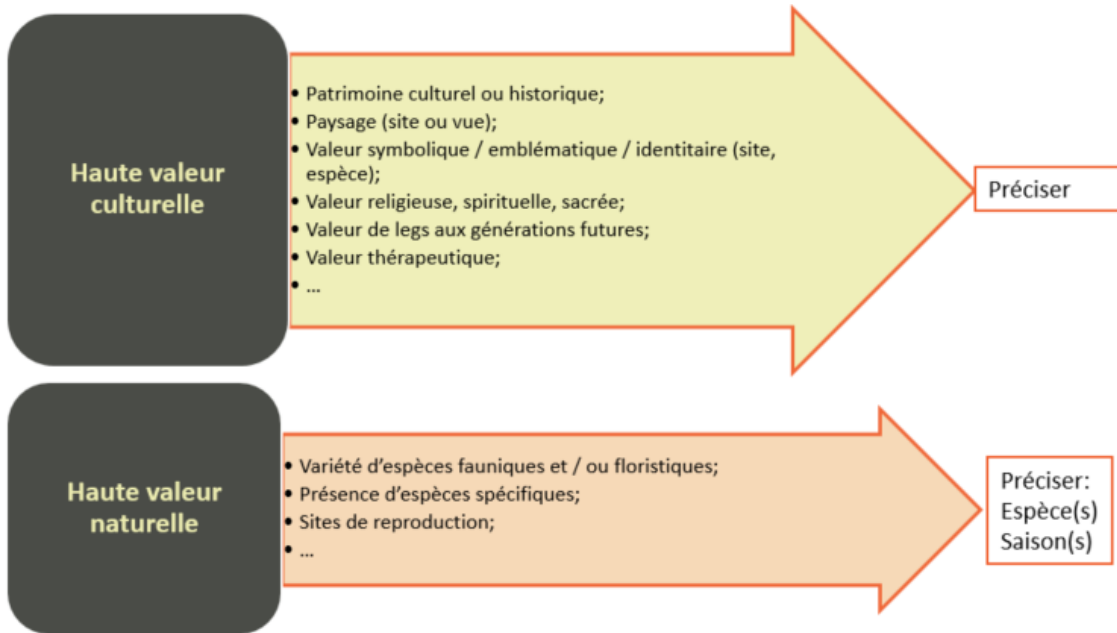 Haute valeur
culturelle
• Patrimoine culturel ou historique;
• Paysage (site ou vue);
• Valeur symbolique / emblématique / identitaire (site,
espèce);
• Valeur religieuse, spirituelle, sacrée;
• Valeur de legs aux générations futures;
• Valeur thérapeutique;
• ...
Préciser
Haute valeur
naturelle
• Variété d'espèces fauniques et / ou floristiques;
• Présence d'espèces spécifiques;
• Sites de reproduction;
• ...
Préciser:
Espèce(s)
Saison(s)